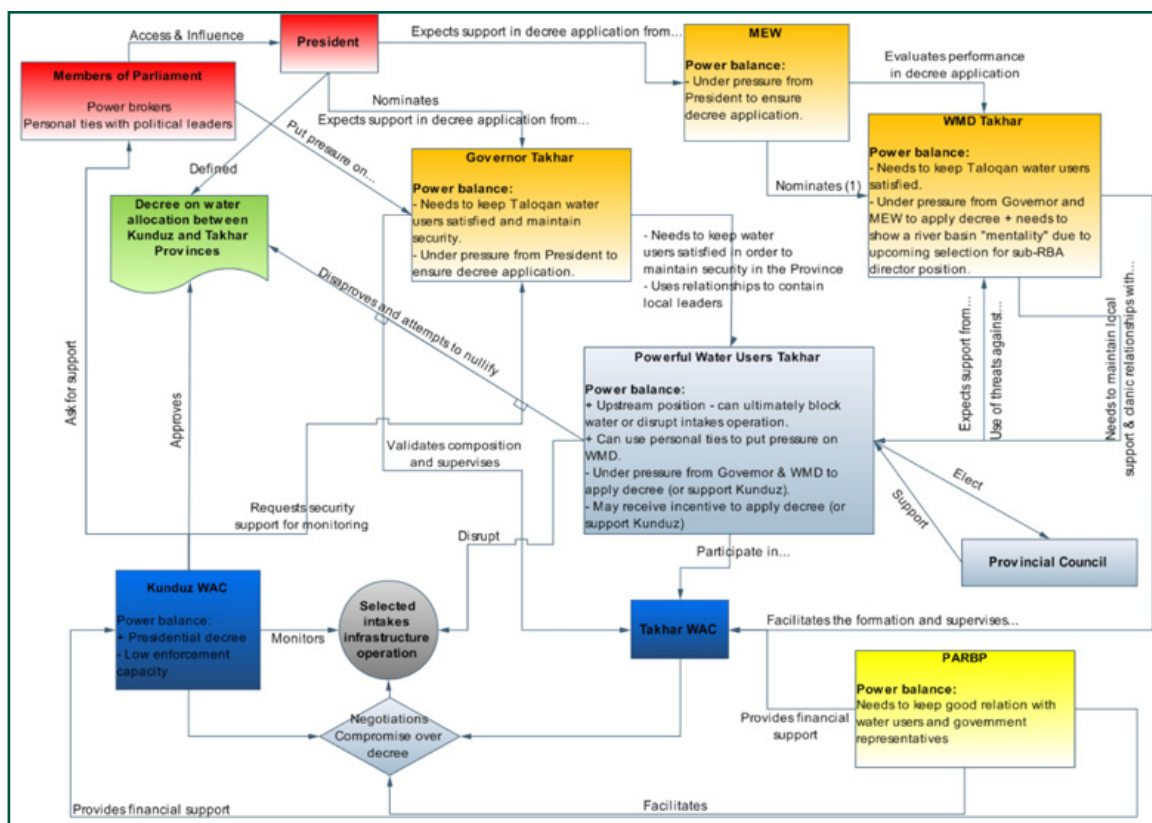 Access & Influence
President
Expects support in decree application from...
MEW
Power balance:
- Under pressure from
President to ensure
decree application.
Evaluates performance
in decree application
Members of Parliament
Power brokers
Personal ties with political leaders
Nominates
Expects support in decree application from...
Put pressure on...
Defined
Governor Takhar
Power balance:
- Needs to keep Taloqan water
users satisfied and maintain
security.
- Under pressure from President to
ensure decree application.
Nominates (1)
WMD Takhar
Power balance:
- Needs to keep Taloqan water users
satisfied.
- Under pressure from Governor and
MEW to apply decree + needs to
show a river basin "mentality" due to
upcoming selection for sub-RBA
director position.
Decree on water
allocation between
Kunduz and Takhar
Provinces
- Needs to keep water
users satisfied in order to
maintain security in the Province
- Uses relationships to contain
local leaders
Disaproves and attempts to nullify
Ask for support
Approves
Expects support from...
Use of threats against...
Needs to maintain local
support & clanic relationships with...
Powerful Water Users Takhar
Power balance:
+ Upstream position - can ultimately block
water or disrupt intakes operation.
+ Can use personal ties to put pressure on
WMD.
- Under pressure from Governor & WMD to
apply decree (or support Kunduz).
- May receive incentive to apply decree (or
support Kunduz)
Validates composition
and supervises
Requests security
support for monitoring
Elect
Support
Disrupt
Participate in...
Provincial Council
Kunduz WAC
Power balance:
+ Presidential decree
- Low enforcement
capacity
Monitors
Selected
intakes
infrastructure
operation
Takhar WAC
Facilitates the formation and supervises...
PARBP
Power balance:
Needs to keep good relation with
water users and government
representatives
Negotiations
Compromise over
decree
Provides financial
support
Provides financial support
Facilitates